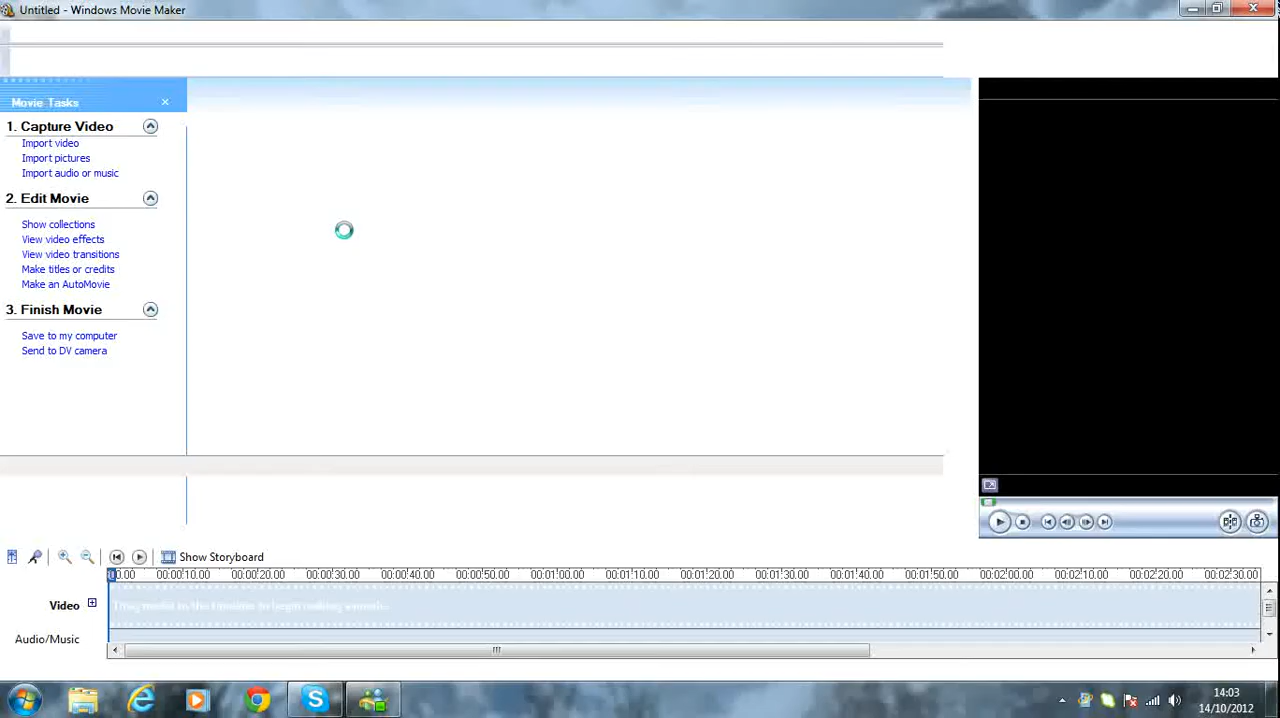 Untitled - Windows Movie Maker
Movie Tasks
1. Capture Video
Import video
Import pictures
Import audio or music
2. Edit Movie
Show collections
View video effects
View video transitions
Make titles or credits
Make an AutoMovie
3. Finish Movie
Save to my computer
Send to DV camera
Show Storyboard
0.00 00:00:10.00 00:00:20.00 00:00:30.00 00:00:40.00 00:00:50.00 00:01:00.00 00:01:10.00 00:01:20.00 00:01:30.00 00:01:40.00 00:01:50.00 00:02:00.00 00:02:10.00 00:02:20.00 00:02:30.00
Video
Audio/Music
14:03
14/10/2012